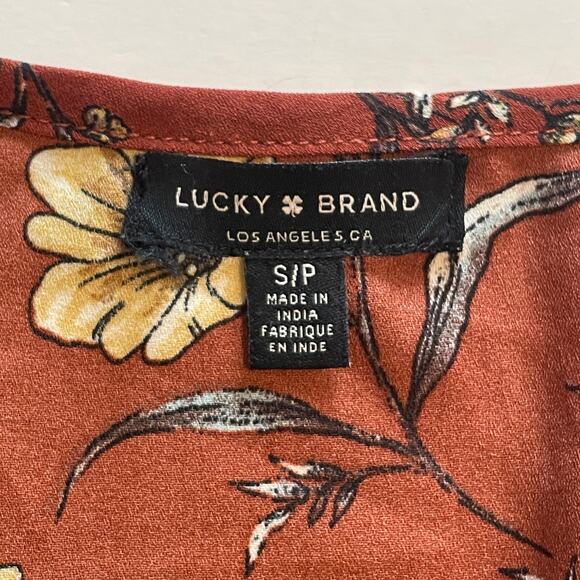 LUCKY BRAND
LOS ANGELES, CA
S/P
MADE IN
INDIA
FABRIQUE
EN INDE